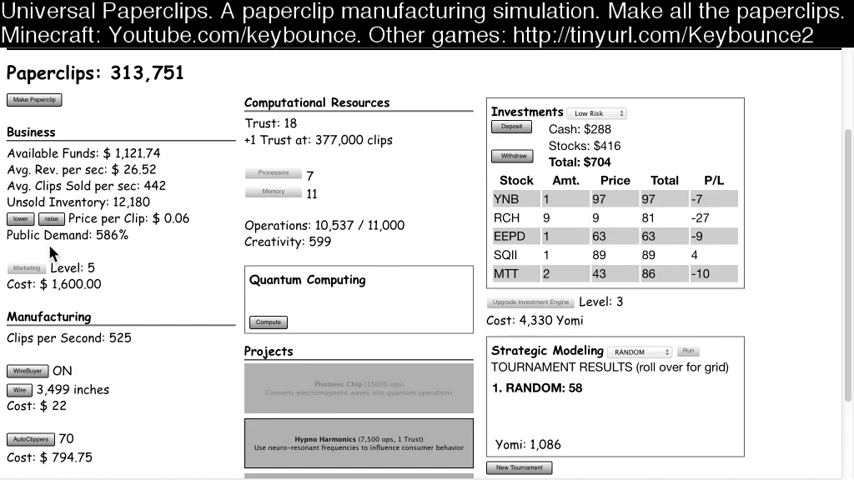 Universal Paperclips. A paperclip manufacturing simulation. Make all the paperclips.
Minecraft: Youtube.com/keybounce. Other games: http://tinyurl.com/Keybounce2
Paperclips: 313,751
Make Paperclip
Business
Available Funds: $ 1,121.74
Avg. Rev. per sec: $ 26.52
Avg. Clips Sold per sec: 442
Unsold Inventory: 12,180
lower raise Price per Clip: $ 0.06
Public Demand: 586%
Marketing Level: 5
Cost: $ 1,600.00
Manufacturing
Clips per Second: 525
WireBuyer ON
Wire 3,499 inches
Cost: $ 22
AutoClippers 70
Cost: $ 794.75
Computational Resources
Trust: 18
+1 Trust at: 377,000 clips
Processors 7
Memory 11
Operations: 10,537 / 11,000
Creativity: 599
Quantum Computing
Compute
Projects
Photonic Chip (15000 ops)
Converts electromagnetic waves into quantum operations
Hypno Harmonics (7,500 ops, 1 Trust)
Use neuro-resonant frequencies to influence consumer behavior
Investments Low Risk
Deposit Cash: $288
Stocks: $416
Withdraw Total: $704
Stock Amt. Price Total P/L
YNB 1 97 97 -7
RCH 9 9 81 -27
EEPD 1 63 63 -9
SQII 1 89 89 4
MTT 2 43 86 -10
Upgrade Investment Engine Level: 3
Cost: 4,330 Yomi
Strategic Modeling RANDOM Run
TOURNAMENT RESULTS (roll over for grid)
1. RANDOM: 58
Yomi: 1,086
New Tournament